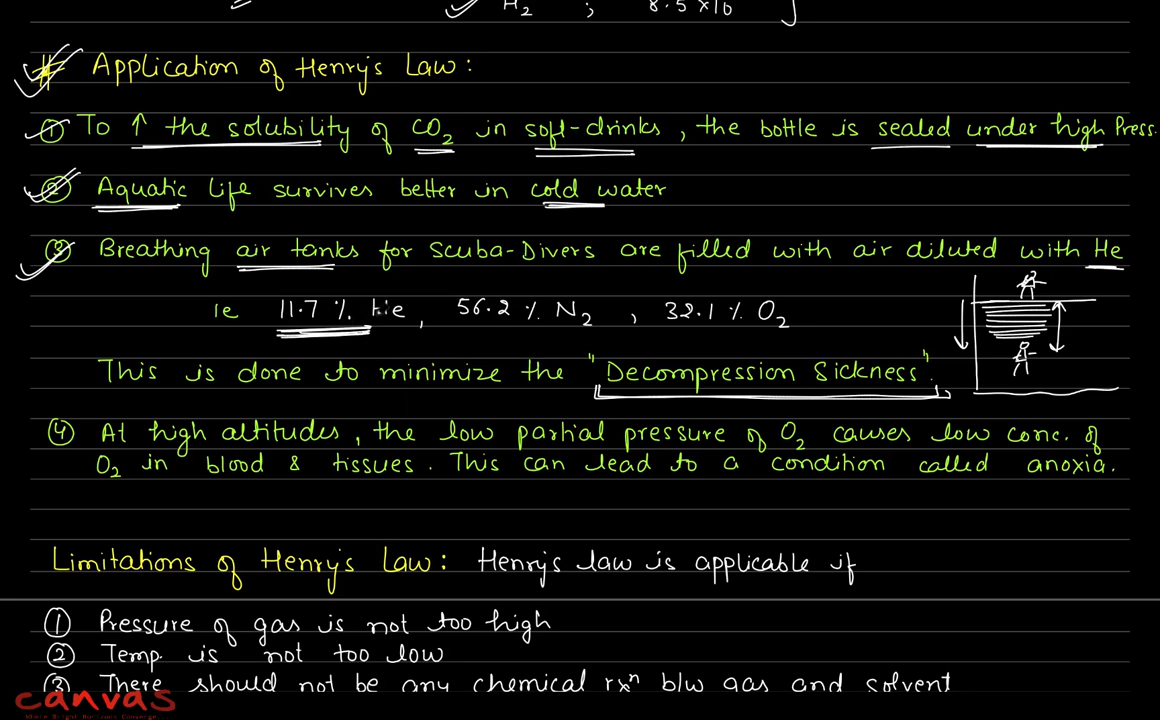 H2 ; 8.5 x 10
# Application of Henry's Law :
① To ↑ the solubility of CO2 in soft-drinks, the bottle is sealed under high Press.
② Aquatic life survives better in cold water
③ Breathing air tanks for Scuba-Divers are filled with air diluted with He
ie 11.7 % He, 56.2 % N2, 32.1 % O2
This is done to minimize the "Decompression Sickness".
④ At high altitudes, the low partial pressure of O2 causes low conc. of
O2 in blood & tissues. This can lead to a condition called anoxia.
Limitations of Henry's Law : Henry's law is applicable if
① Pressure of gas is not too high
② Temp. is not too low
③ There should not be any chemical rxn b/w gas and solvent
canvas